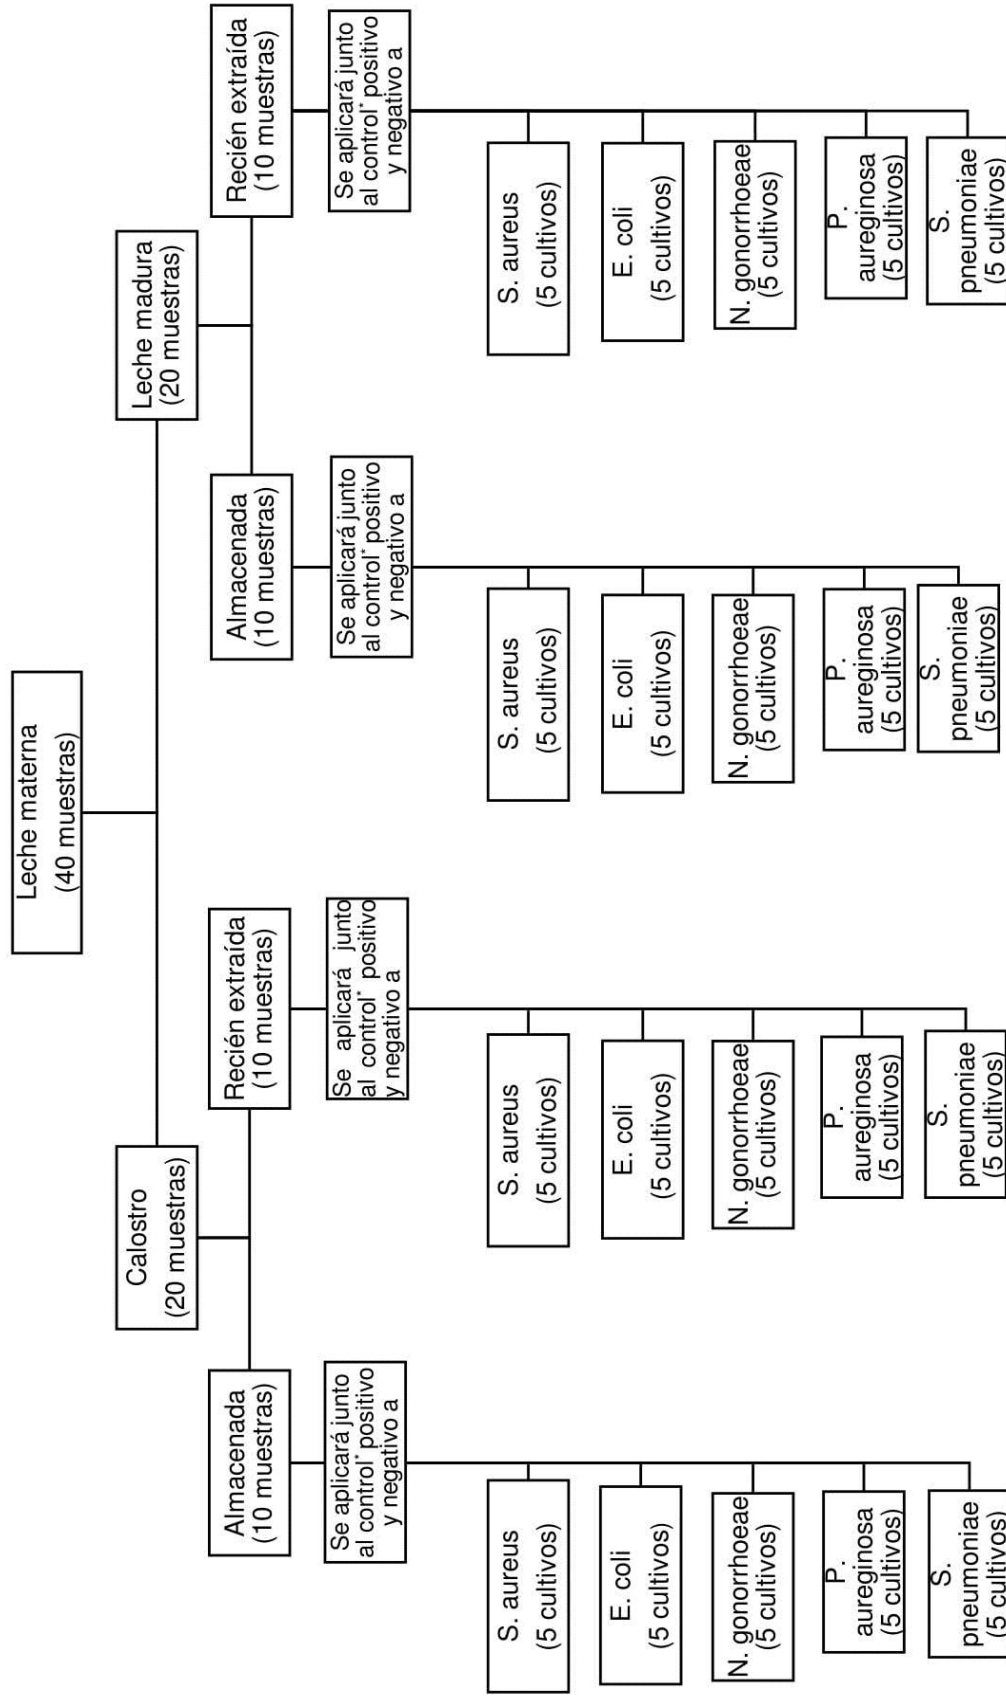 Leche materna
(40 muestras)
Calostro
(20 muestras)
Leche madura
(20 muestras)
Almacenada
(10 muestras)
Recién extraída
(10 muestras)
Almacenada
(10 muestras)
Recién extraída
(10 muestras)
Se aplicará junto
al control* positivo
y negativo a
Se aplicará junto
al control* positivo
y negativo a
Se aplicará junto
al control* positivo
y negativo a
Se aplicará junto
al control* positivo
y negativo a
S. aureus
(5 cultivos)
S. aureus
(5 cultivos)
S. aureus
(5 cultivos)
S. aureus
(5 cultivos)
E. coli
(5 cultivos)
E. coli
(5 cultivos)
E. coli
(5 cultivos)
E. coli
(5 cultivos)
N. gonorrhoeae
(5 cultivos)
N. gonorrhoeae
(5 cultivos)
N. gonorrhoeae
(5 cultivos)
N. gonorrhoeae
(5 cultivos)
P.
aureginosa
(5 cultivos)
P.
aureginosa
(5 cultivos)
P.
aureginosa
(5 cultivos)
P.
aureginosa
(5 cultivos)
S.
pneumoniae
(5 cultivos)
S.
pneumoniae
(5 cultivos)
S.
pneumoniae
(5 cultivos)
S.
pneumoniae
(5 cultivos)